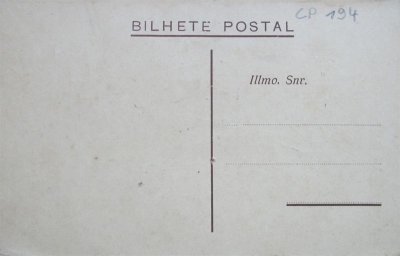 CP 194
BILHETE POSTAL
Illmo. Snr.